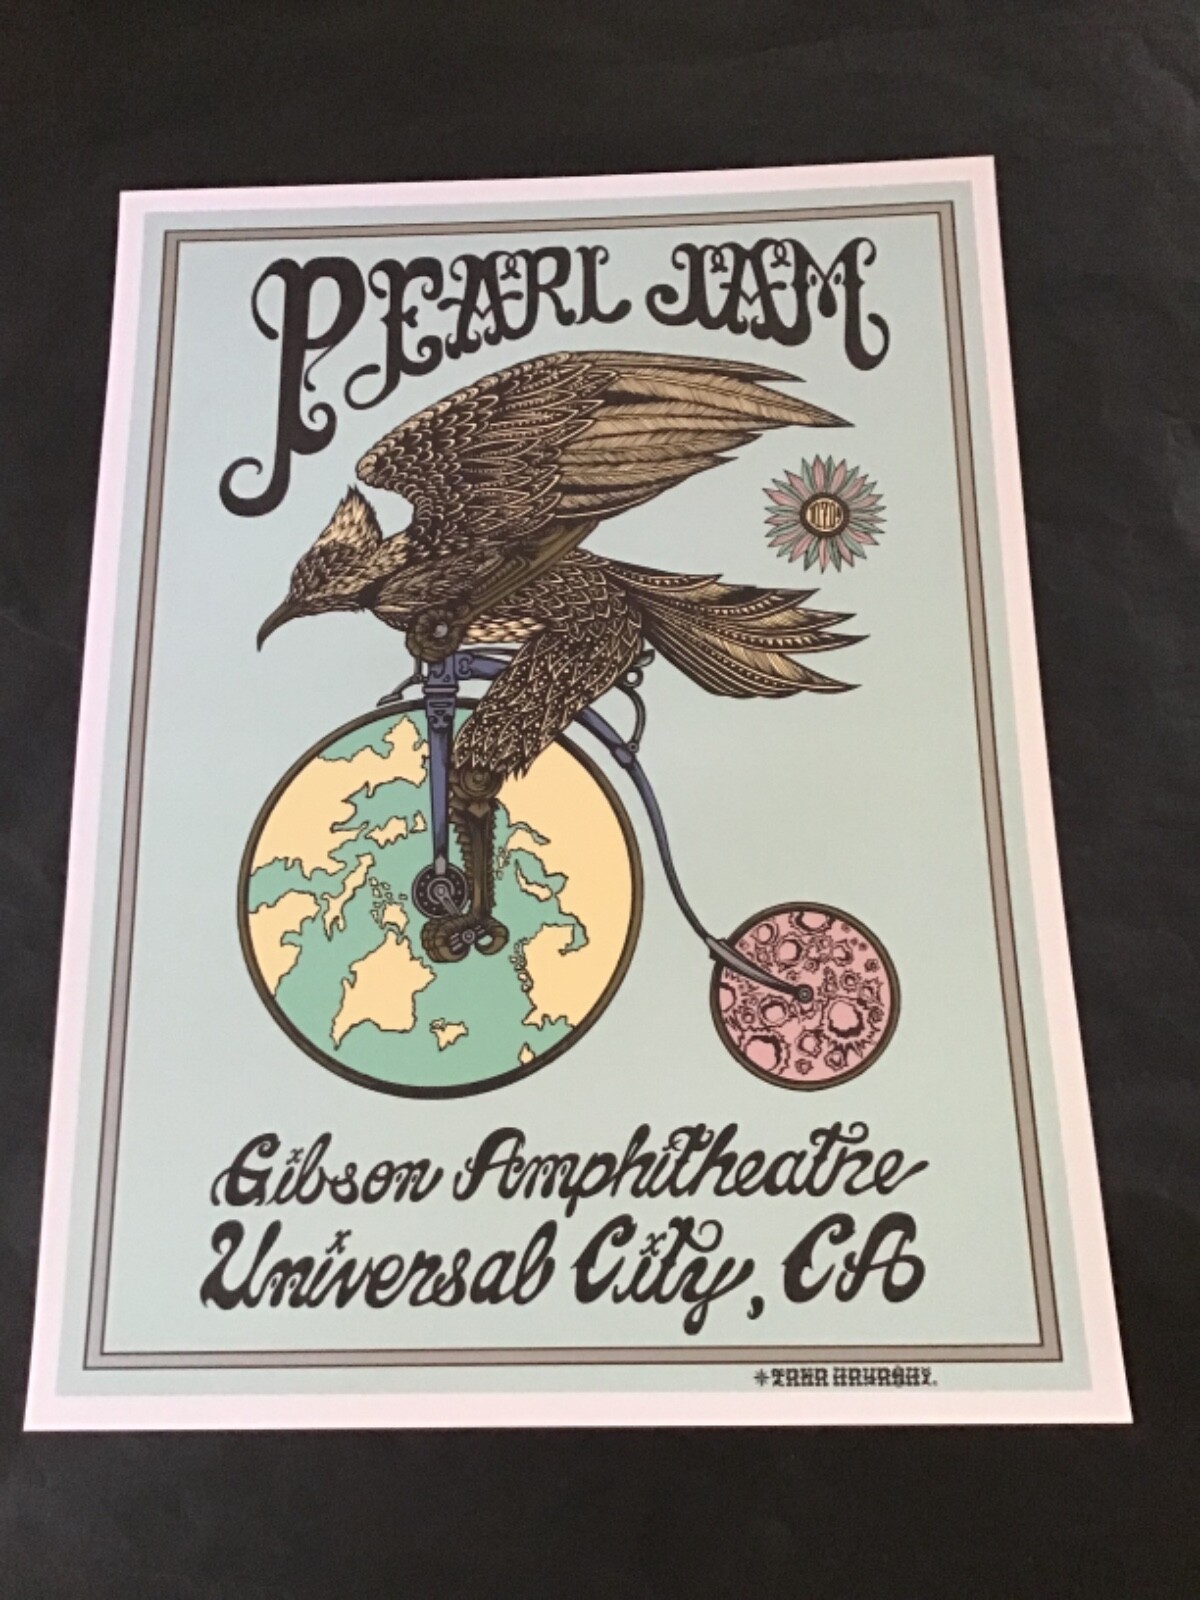 PEARL JAM
Gibson Amphitheatre
Universal City, CA